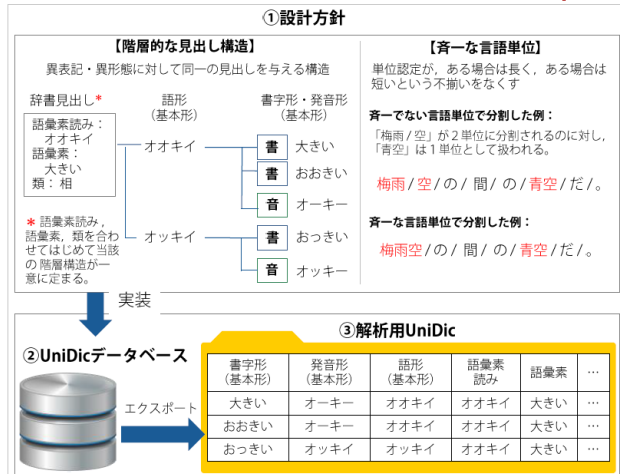 ①設計方針
【階層的な見出し構造】
異表記・異形態に対して同一の見出しを与える構造
辞書見出し*
語彙素読み：
オオキイ
語彙素：
大きい
類：相
* 語彙素読み，
語彙素，類を合わ
せてはじめて当該
の階層構造が一
意に定まる。
語形
（基本形）
オオキイ
オッキイ
書字形・発音形
（基本形）
書 大きい
書 おおきい
音 オーキー
書 おっきい
音 オッキー
【斉一な言語単位】
単位認定が，ある場合は長く，ある場合は
短いという不揃いをなくす
斉一でない言語単位で分割した例：
「梅雨 / 空」が２単位に分割されるのに対し，
「青空」は１単位として扱われる。
梅雨 / 空 / の / 間 / の / 青空 / だ / 。
斉一な言語単位で分割した例：
梅雨空 / の / 間 / の / 青空 / だ / 。
実装
②UniDicデータベース
エクスポート
③解析用UniDic
書字形（基本形） 発音形（基本形） 語形（基本形） 語彙素読み 語彙素 …
大きい オーキー オオキイ オオキイ 大きい …
おおきい オーキー オオキイ オオキイ 大きい …
おっきい オッキイ オッキイ オオキイ 大きい …